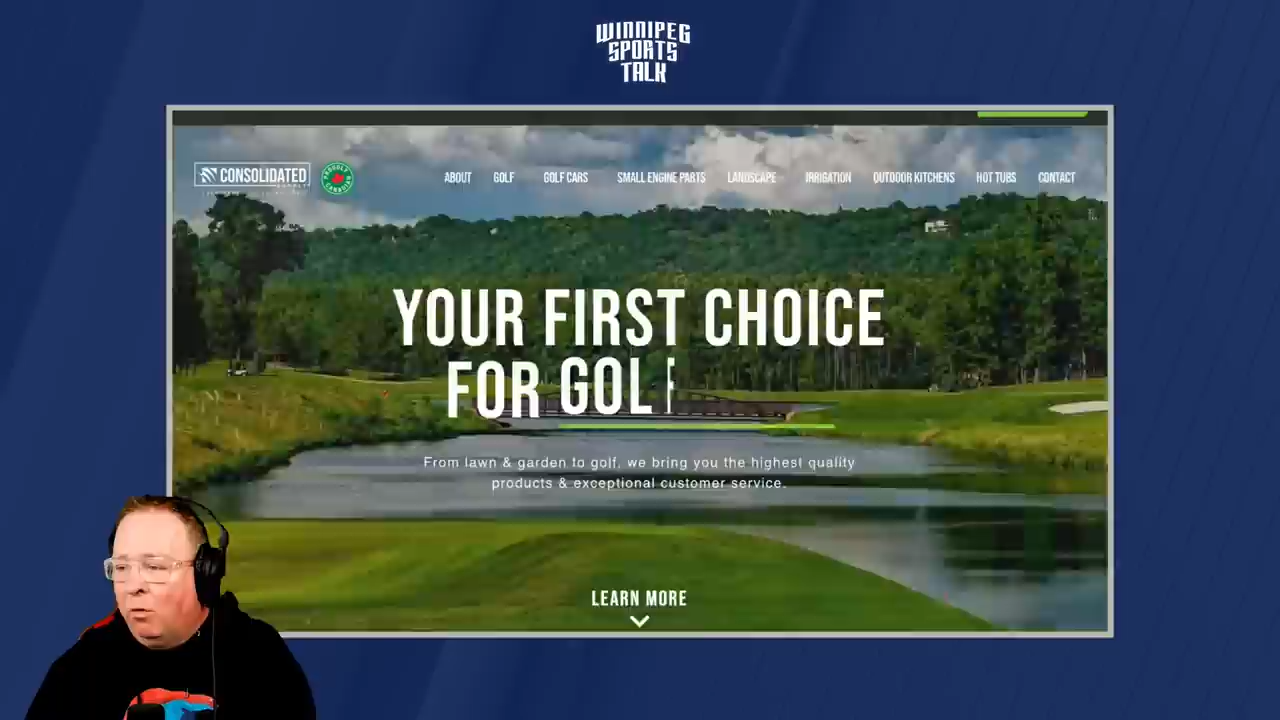 WINNIPEG
SPORTS
TALK
CONSOLIDATED
ABOUT GOLF GOLF CARS SMALL ENGINE PARTS LANDSCAPE IRRIGATION OUTDOOR KITCHENS HOT TUBS CONTACT
YOUR FIRST CHOICE
FOR GOLF
From lawn & garden to golf, we bring you the highest quality
products & exceptional customer service.
LEARN MORE